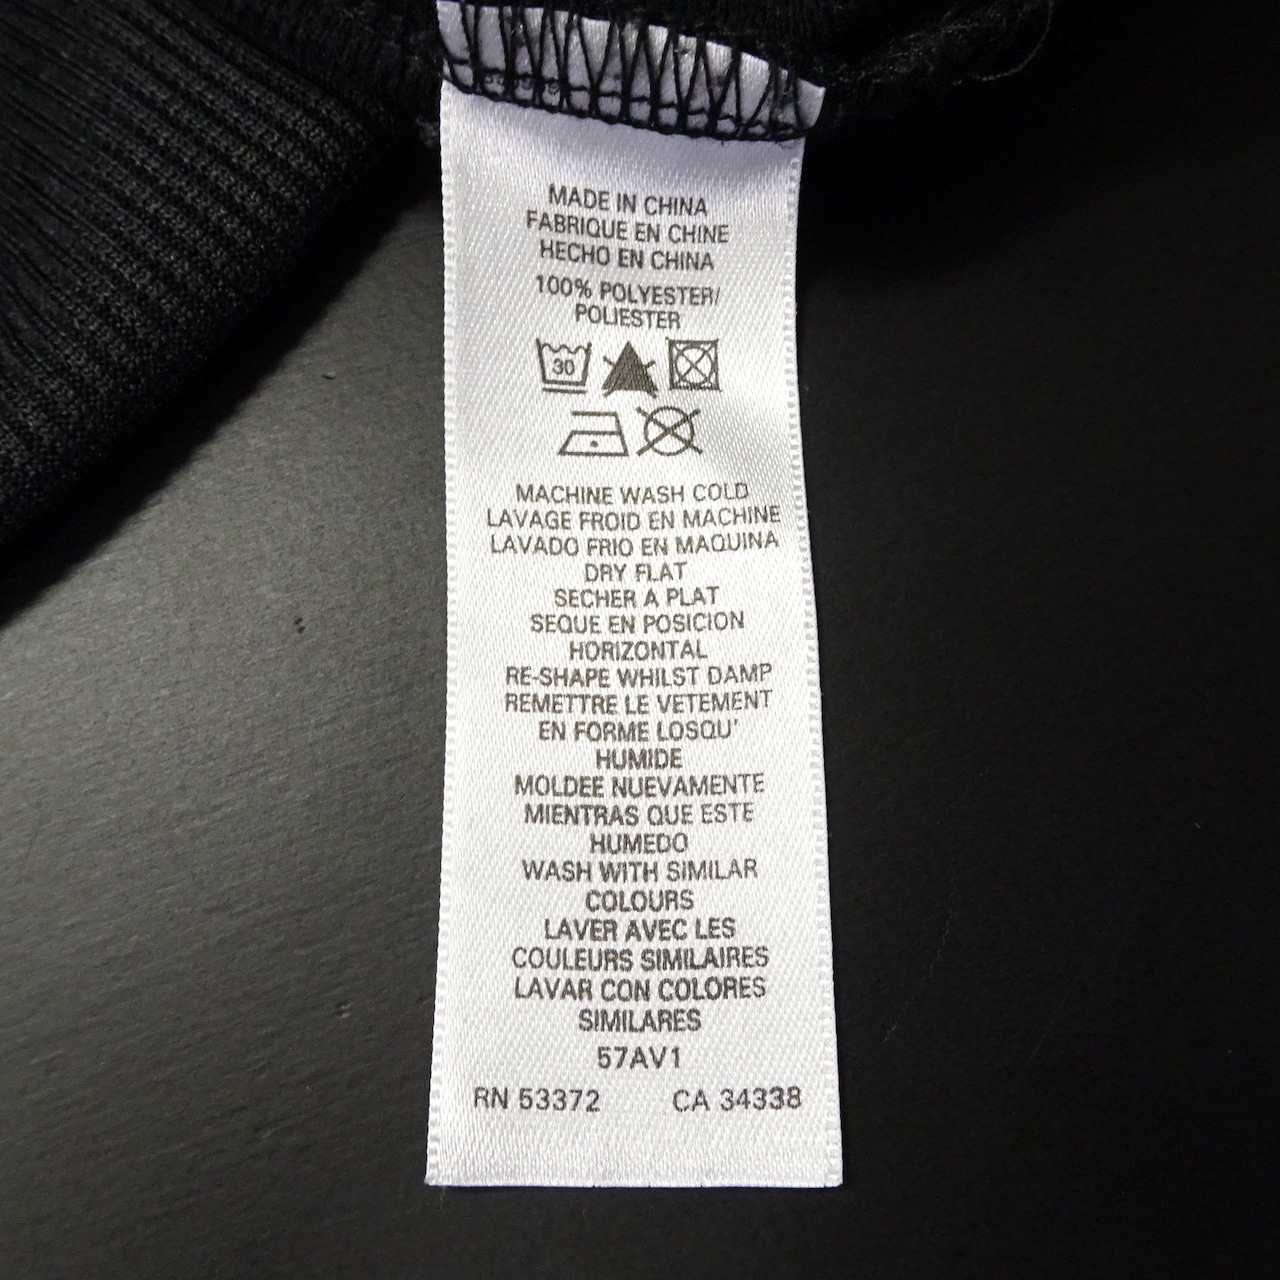 MADE IN CHINA
FABRIQUE EN CHINE
HECHO EN CHINA
100% POLYESTER/
POLIESTER
30
MACHINE WASH COLD
LAVAGE FROID EN MACHINE
LAVADO FRIO EN MAQUINA
DRY FLAT
SECHER A PLAT
SEQUE EN POSICION
HORIZONTAL
RE-SHAPE WHILST DAMP
REMETTRE LE VETEMENT
EN FORME LOSQU'
HUMIDE
MOLDEE NUEVAMENTE
MIENTRAS QUE ESTE
HUMEDO
WASH WITH SIMILAR
COLOURS
LAVER AVEC LES
COULEURS SIMILAIRES
LAVAR CON COLORES
SIMILARES
57AV1
RN 53372 CA 34338